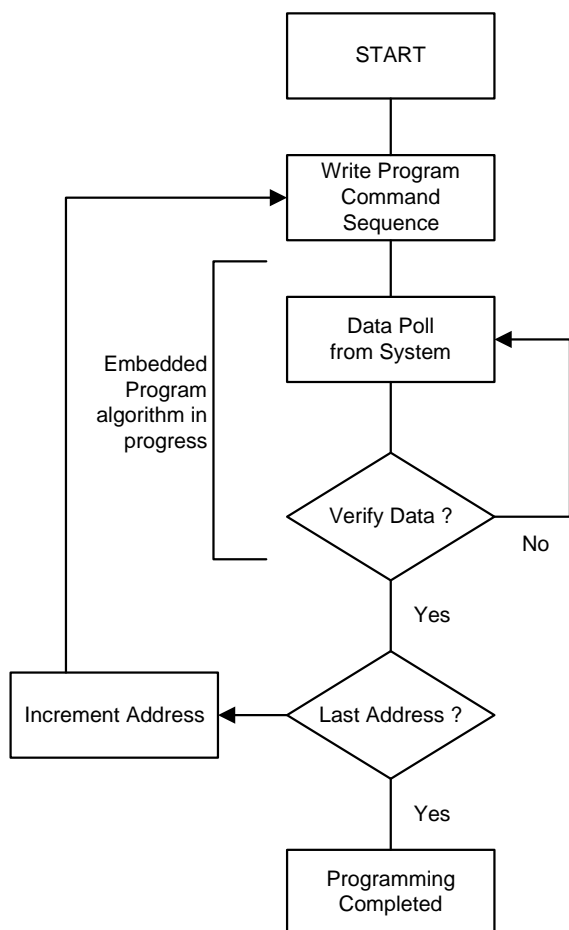 START
Write Program
Command
Sequence
Data Poll
from System
Embedded
Program
algorithm in
progress
Verify Data ?
No
Yes
Increment Address
Last Address ?
Yes
Programming
Completed